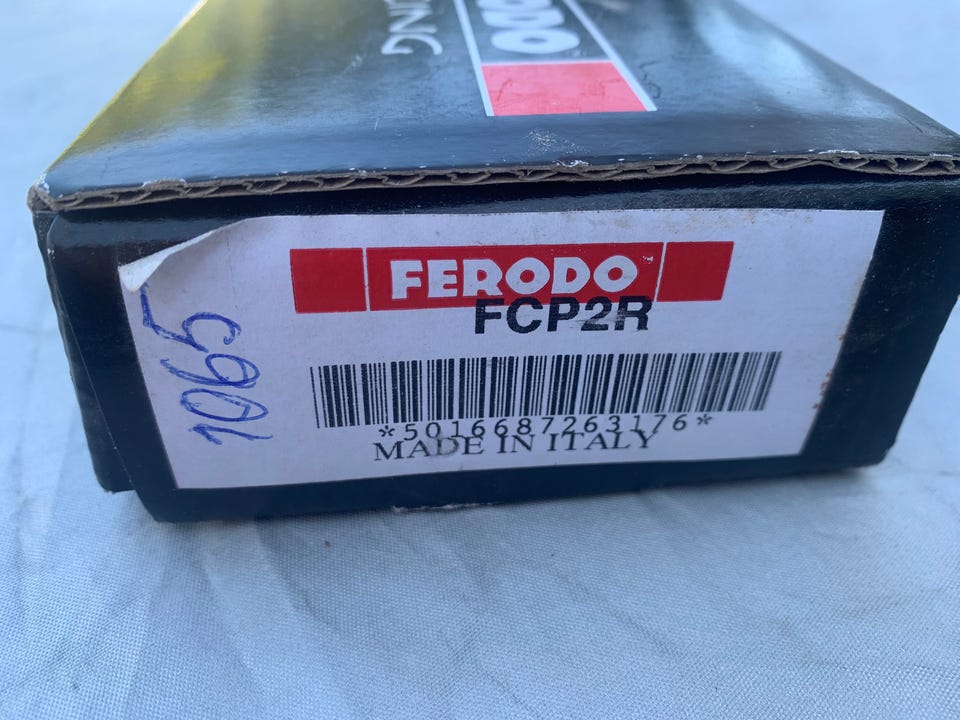 FERODO
FCP2R
*5016687263176*
MADE IN ITALY
1065